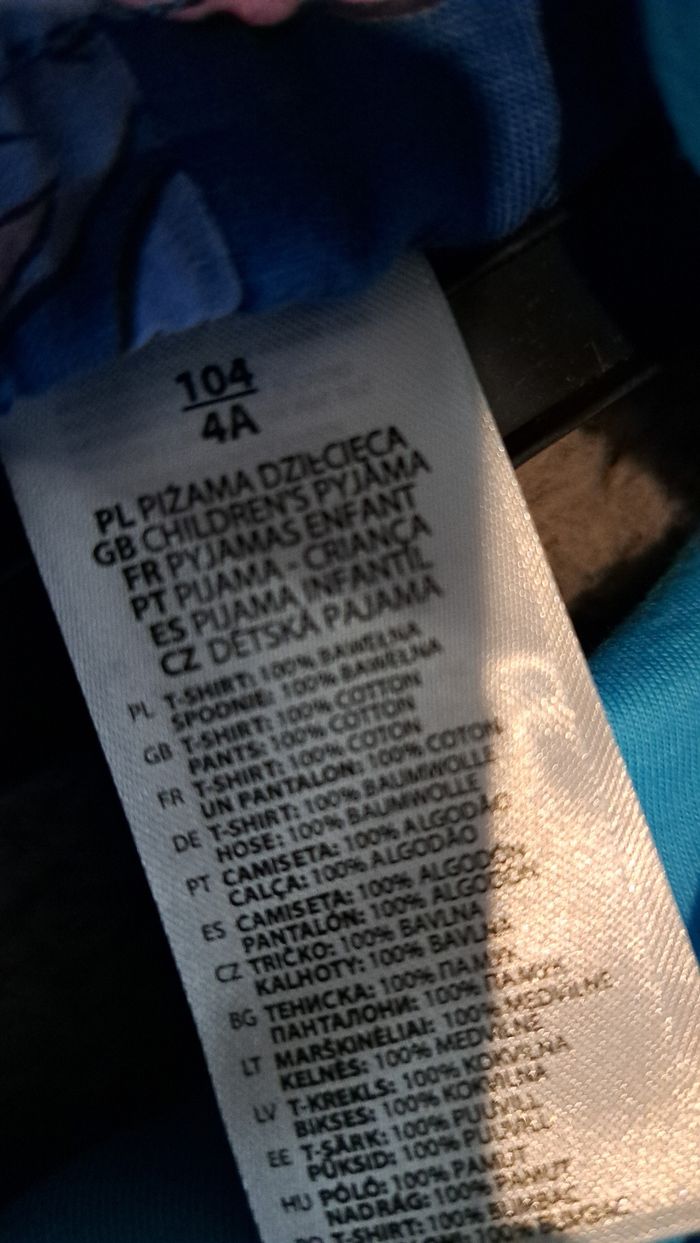 104
4A
PL PIŻAMA DZIŁCIĘCA
GB CHILDREN'S PYJAMA
FR PYJAMAS ENFANT
PT PIJAMA - CRIANÇA
ES PIJAMA INFANTIL
CZ DĚTSKÁ PAJAMA
PL T-SHIRT: 100% BAWEŁNA
SPODNIE: 100% BAWEŁNA
GB T-SHIRT: 100% COTTON
PANTS: 100% COTTON
FR T-SHIRT: 100% COTON
UN PANTALON: 100% COTON
DE T-SHIRT: 100% BAUMWOLLE
HOSE: 100% BAUMWOLLE
PT CAMISETA: 100% ALGODÃO
CALÇA: 100% ALGODÃO
ES CAMISETA: 100% ALGODÓN
PANTALÓN: 100% ALGODÓN
CZ TRIČKO: 100% BAVLNA
KALHOTY: 100% BAVLNA
BG ТЕНИСКА: 100% ПАМУК
ПАНТАЛОНИ: 100% ПАМУК
LT MARŠKINĖLIAI: 100% MEDVILNĖ
KELNĖS: 100% MEDVILNĖ
LV T-KREKLS: 100% KOKVILNA
BIKSES: 100% KOKVILNA
EE T-SÄRK: 100% PUUVILL
PÜKSID: 100% PUUVILL
HU PÓLÓ: 100% PAMUT
NADRÁG: 100% PAMUT
T-SHIRT: 100% BUMBAC